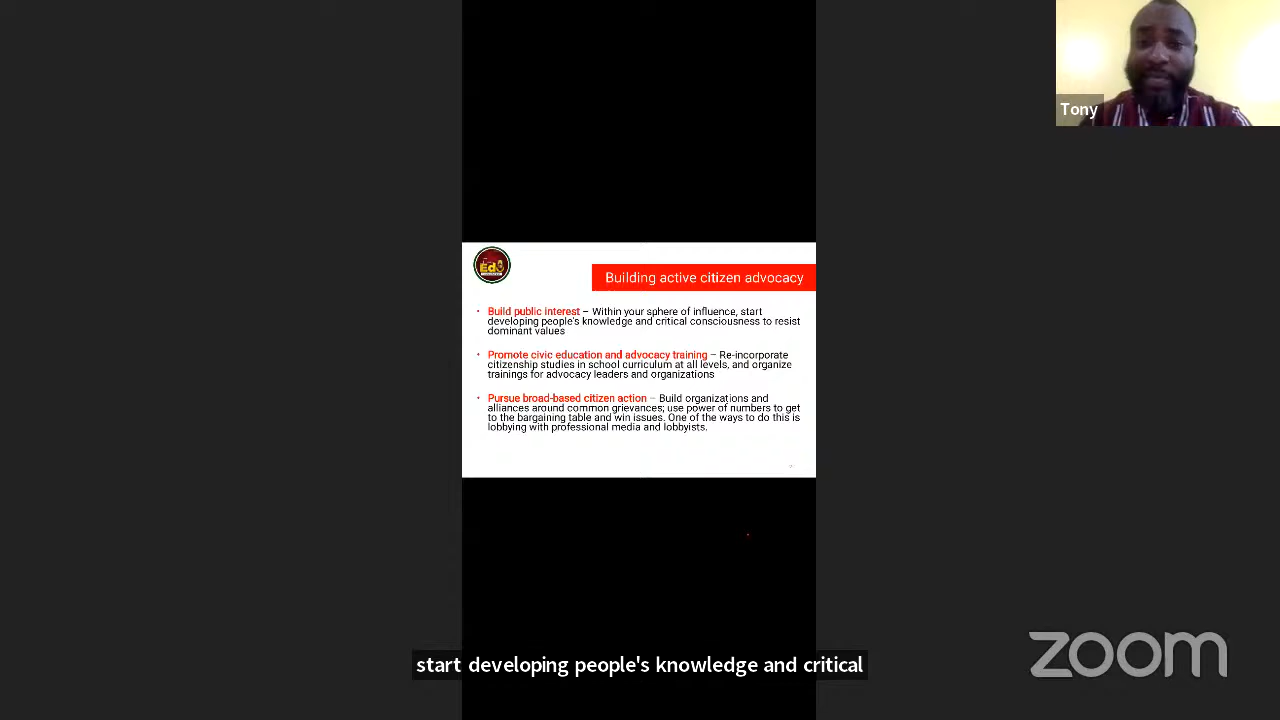 Tony
Edo
Building active citizen advocacy
• Build public interest – Within your sphere of influence, start
developing people's knowledge and critical consciousness to resist
dominant values
• Promote civic education and advocacy training – Re-incorporate
citizenship studies in school curriculum at all levels, and organize
trainings for advocacy leaders and organizations
• Pursue broad-based citizen action – Build organizations and
alliances around common grievances; use power of numbers to get
to the bargaining table and win issues. One of the ways to do this is
lobbying with professional media and lobbyists.
start developing people's knowledge and critical
zoom